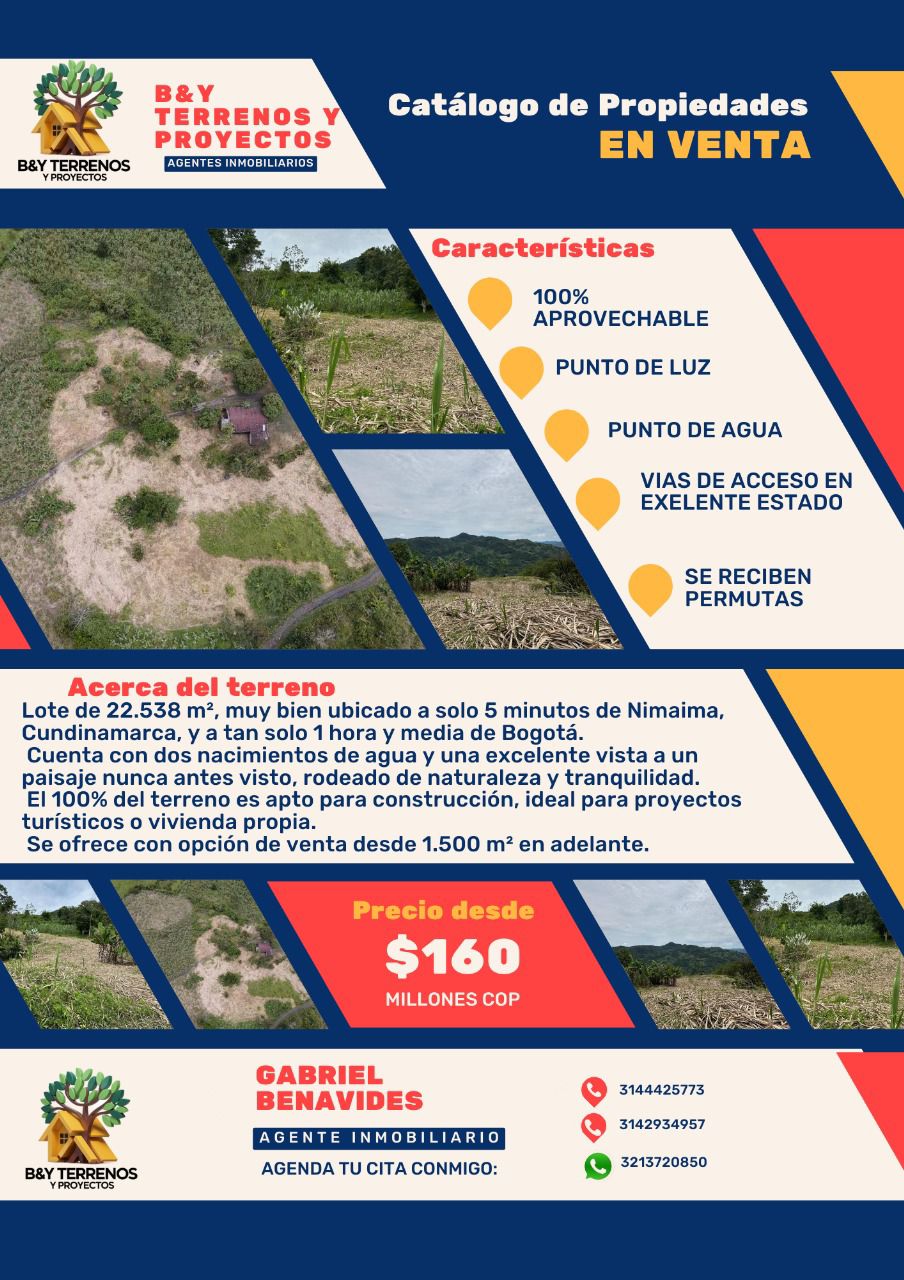 B&Y TERRENOS
Y PROYECTOS
B&Y
TERRENOS Y
PROYECTOS
AGENTES INMOBILIARIOS
Catálogo de Propiedades
EN VENTA
Características
100%
APROVECHABLE
PUNTO DE LUZ
PUNTO DE AGUA
VIAS DE ACCESO EN
EXELENTE ESTADO
SE RECIBEN
PERMUTAS
Acerca del terreno
Lote de 22.538 m², muy bien ubicado a solo 5 minutos de Nimaima,
Cundinamarca, y a tan solo 1 hora y media de Bogotá.
Cuenta con dos nacimientos de agua y una excelente vista a un
paisaje nunca antes visto, rodeado de naturaleza y tranquilidad.
El 100% del terreno es apto para construcción, ideal para proyectos
turísticos o vivienda propia.
Se ofrece con opción de venta desde 1.500 m² en adelante.
Precio desde
$160
MILLONES COP
B&Y TERRENOS
Y PROYECTOS
GABRIEL
BENAVIDES
AGENTE INMOBILIARIO
AGENDA TU CITA CONMIGO:
3144425773
3142934957
3213720850